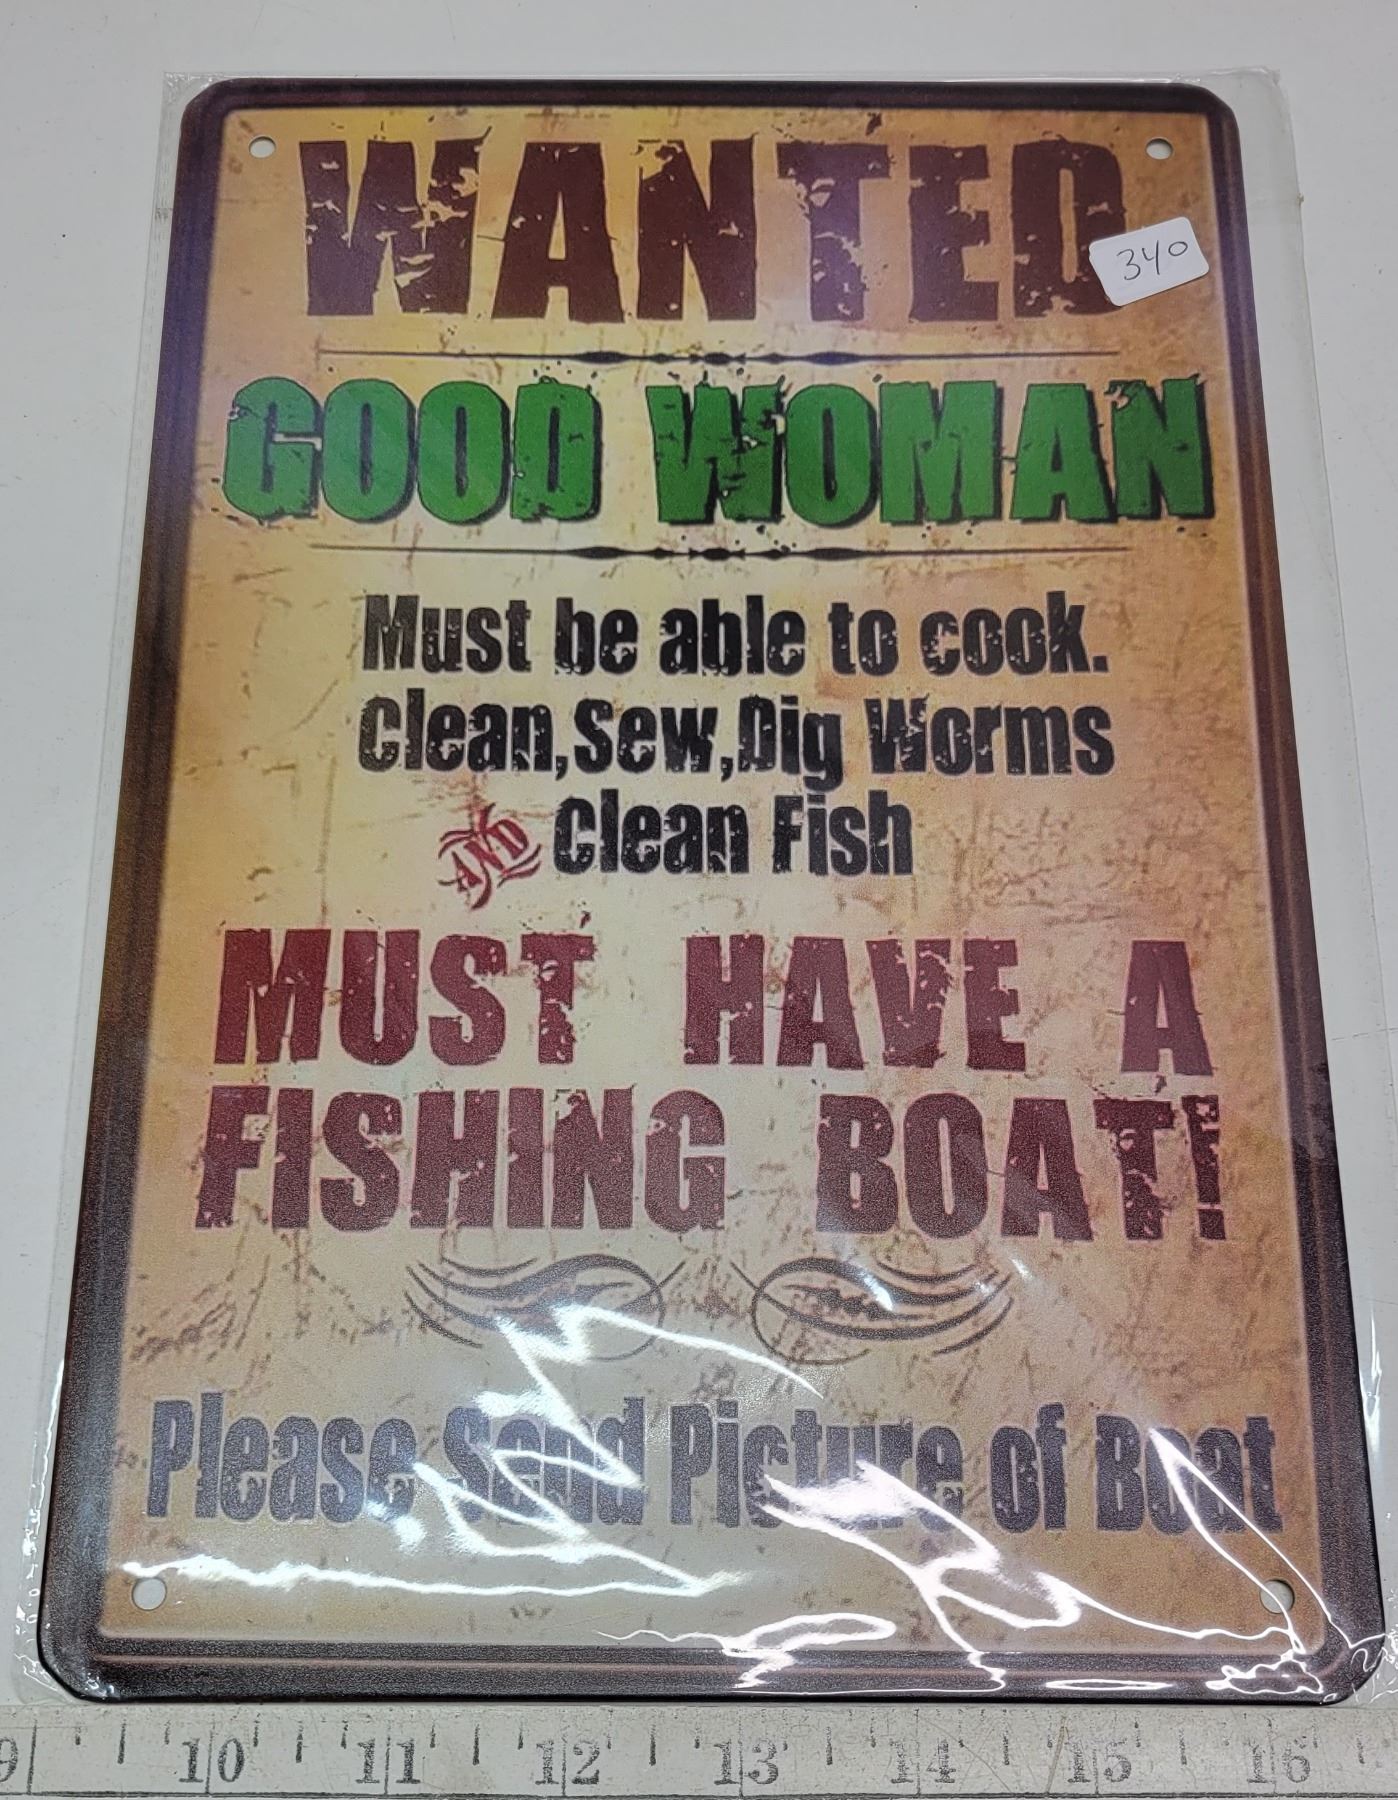 WANTED
340
GOOD WOMAN
Must be able to cook.
Clean,Sew,Dig Worms
AND Clean Fish
MUST HAVE A
FISHING BOAT!
Please Send Picture of Boat
9 10 11 12 13 14 15 16